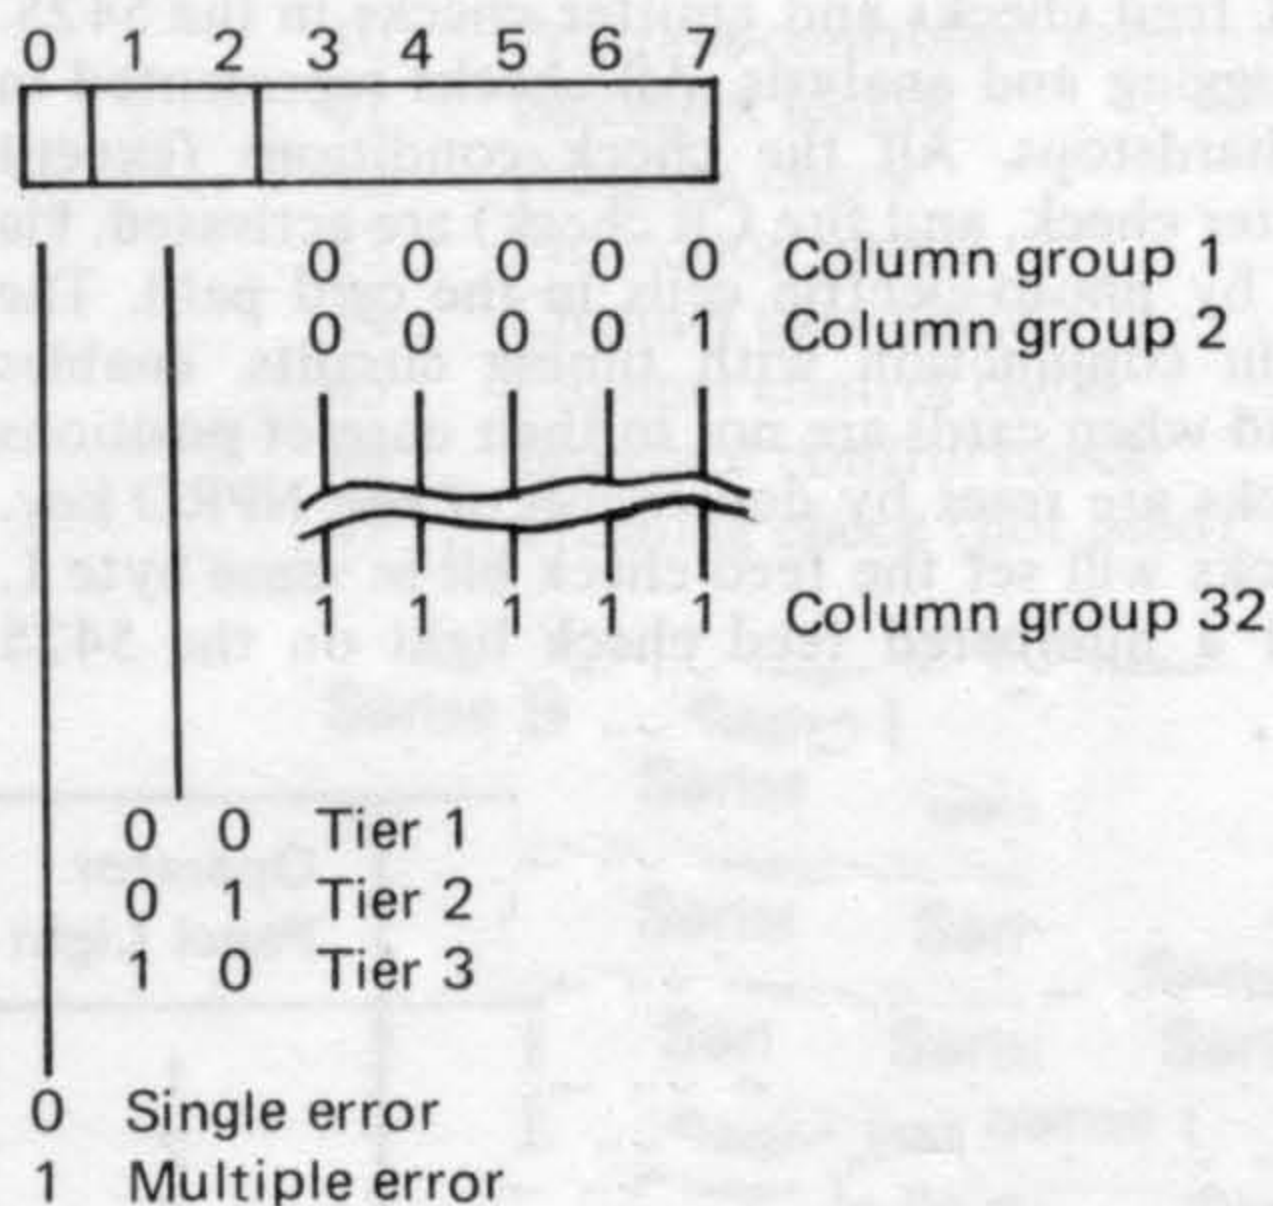 0 1 2 3 4 5 6 7
0 0 0 0 0 Column group 1
0 0 0 0 1 Column group 2
1 1 1 1 1 Column group 32
0 0 Tier 1
0 1 Tier 2
1 0 Tier 3
0 Single error
1 Multiple error